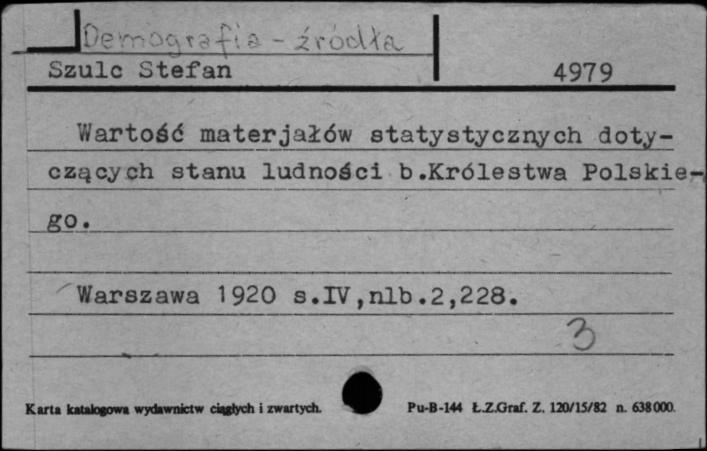 Demografia - źródła
Szulc Stefan 4979
Wartość materjałów statystycznych doty-
czących stanu ludności b.Królestwa Polskie-
go.
Warszawa 1920 s.IV,nlb.2,228.
3
Karta katalogowa wydawnictw ciągłych i zwartych. Pu-B-144 Ł.Z.Graf. Z. 120/15/82 n. 638000.